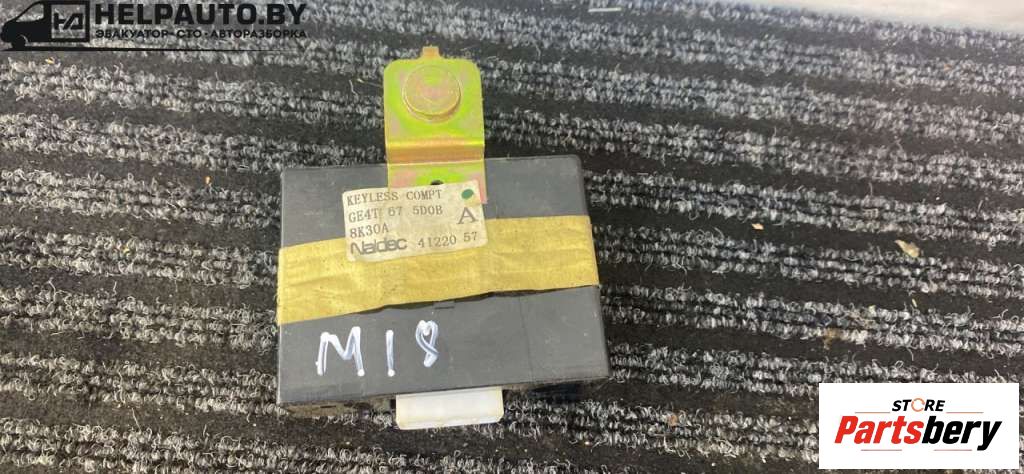 HELPAUTO.BY
ЭВАКУАТОР-СТО-АВТОРАЗБОРКА
KEYLESS COMPT
GE4T 67 5D0B A
8K30A
Naldec 41220 57
M18
STORE
Partsbery